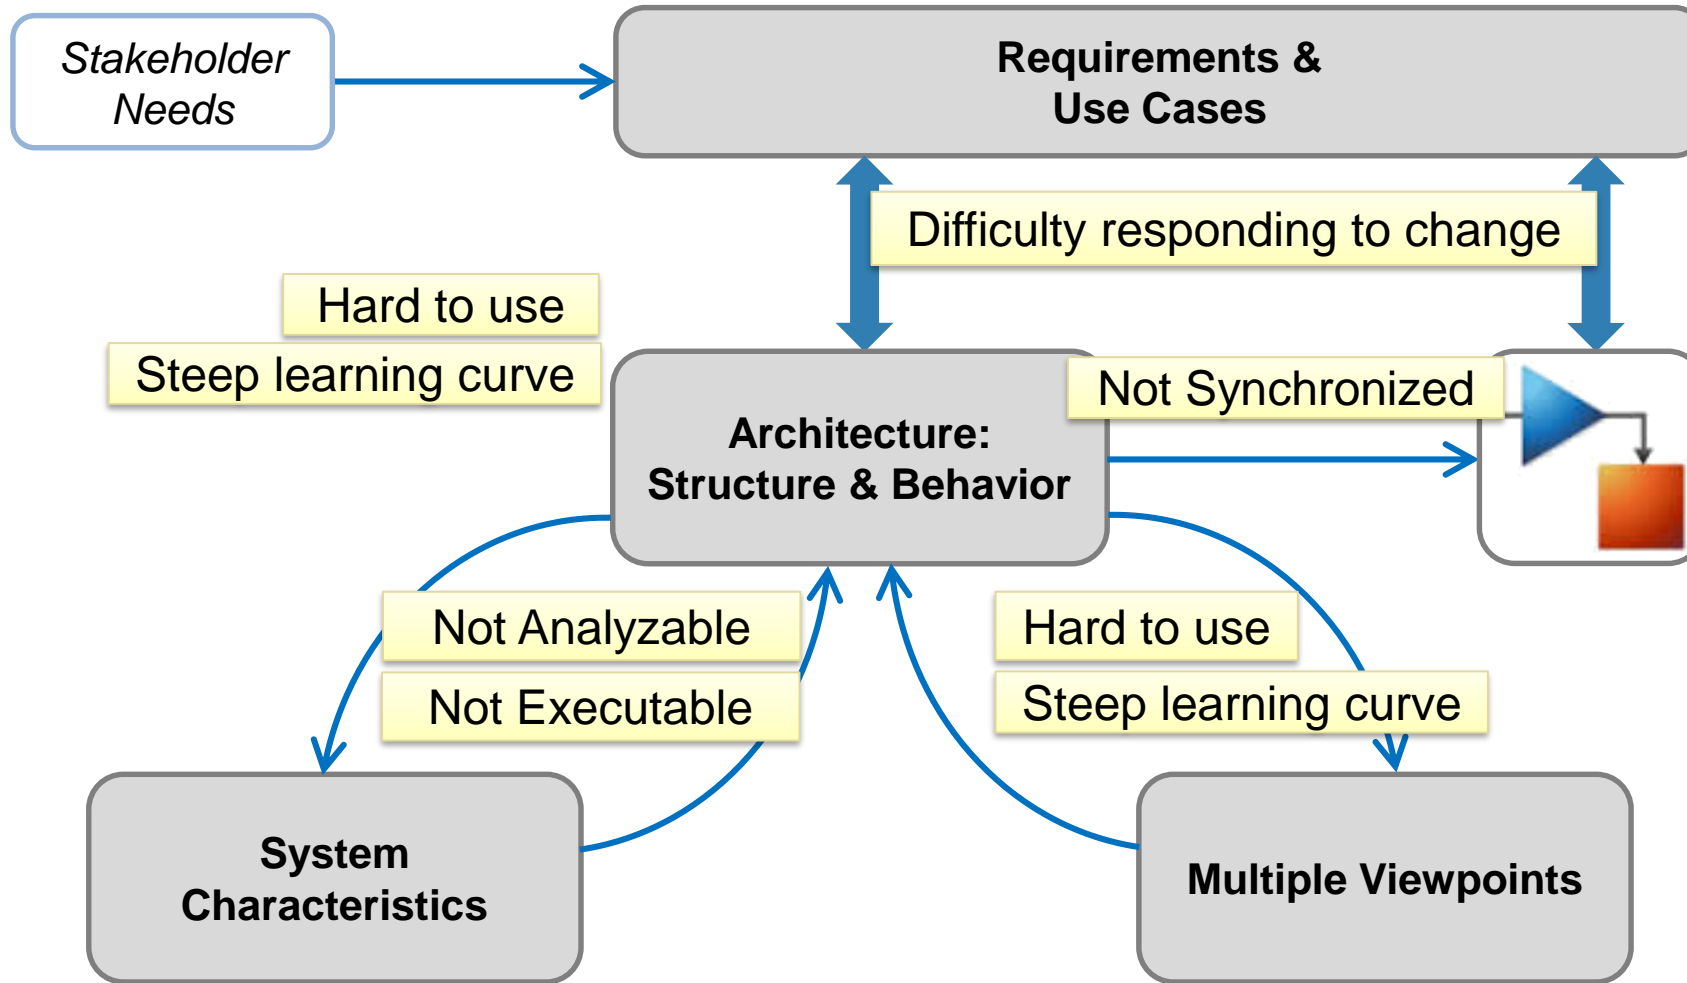 Stakeholder
Needs
Requirements &
Use Cases
Difficulty responding to change
Hard to use
Steep learning curve
Not Synchronized
Architecture:
Structure & Behavior
Not Analyzable
Not Executable
Hard to use
Steep learning curve
System
Characteristics
Multiple Viewpoints